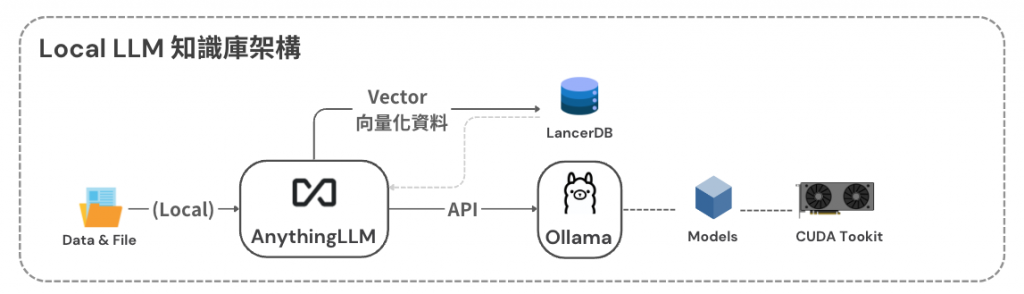 Local LLM 知識庫架構
Vector
向量化資料
LancerDB
(Local)
API
Data & File
AnythingLLM
Ollama
Models
CUDA Tookit